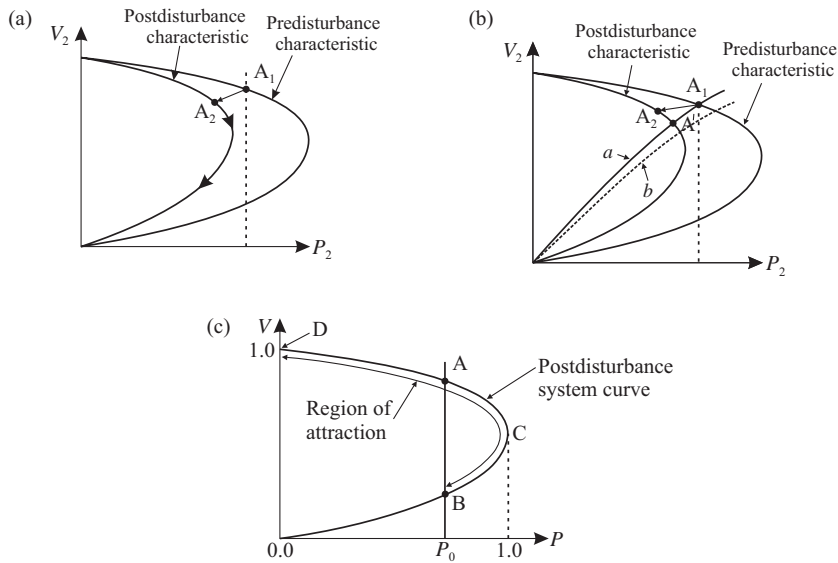 (a)
V2
Postdisturbance
characteristic
Predisturbance
characteristic
A1
A2
P2
(b)
V2
Postdisturbance
characteristic
Predisturbance
characteristic
A1
A2
A'
a
b
P2
(c)
V
D
1.0
A
Postdisturbance
system curve
Region of
attraction
C
B
0.0
P0
1.0
P